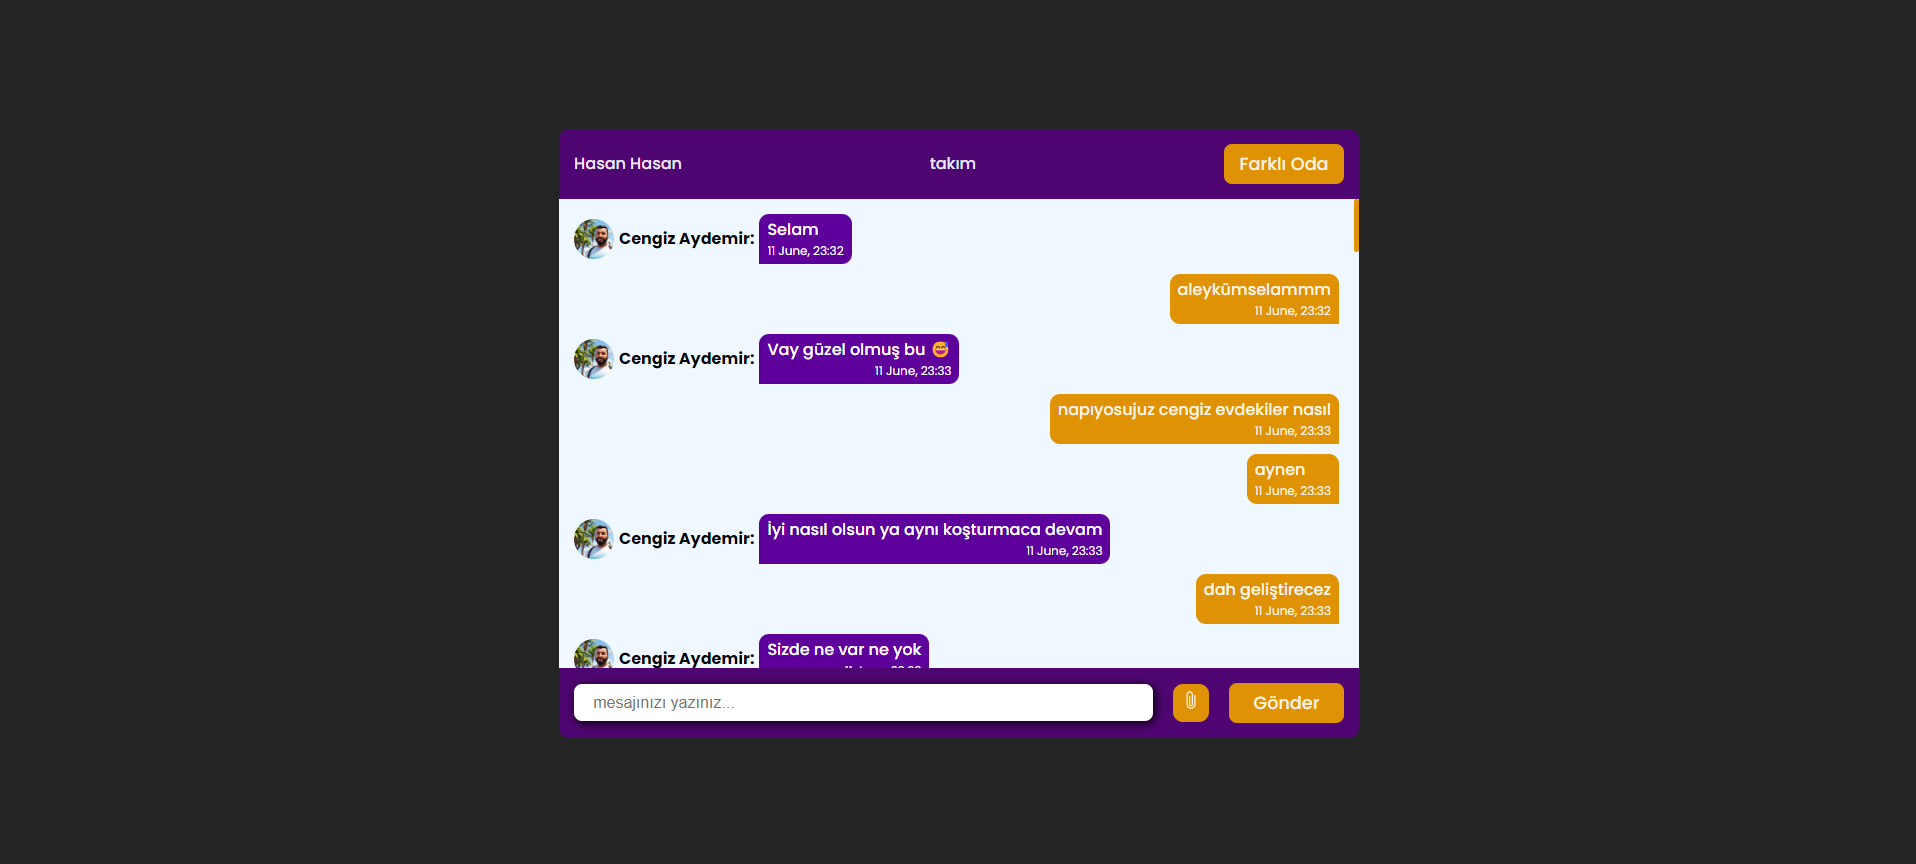 Hasan Hasan takım Farklı Oda
Cengiz Aydemir: Selam
11 June, 23:32
aleykümselammm
11 June, 23:32
Cengiz Aydemir: Vay güzel olmuş bu 😅
11 June, 23:33
napıyosujuz cengiz evdekiler nasıl
11 June, 23:33
aynen
11 June, 23:33
Cengiz Aydemir: İyi nasıl olsun ya aynı koşturmaca devam
11 June, 23:33
dah geliştirecez
11 June, 23:33
Cengiz Aydemir: Sizde ne var ne yok
mesajınızı yazınız... Gönder